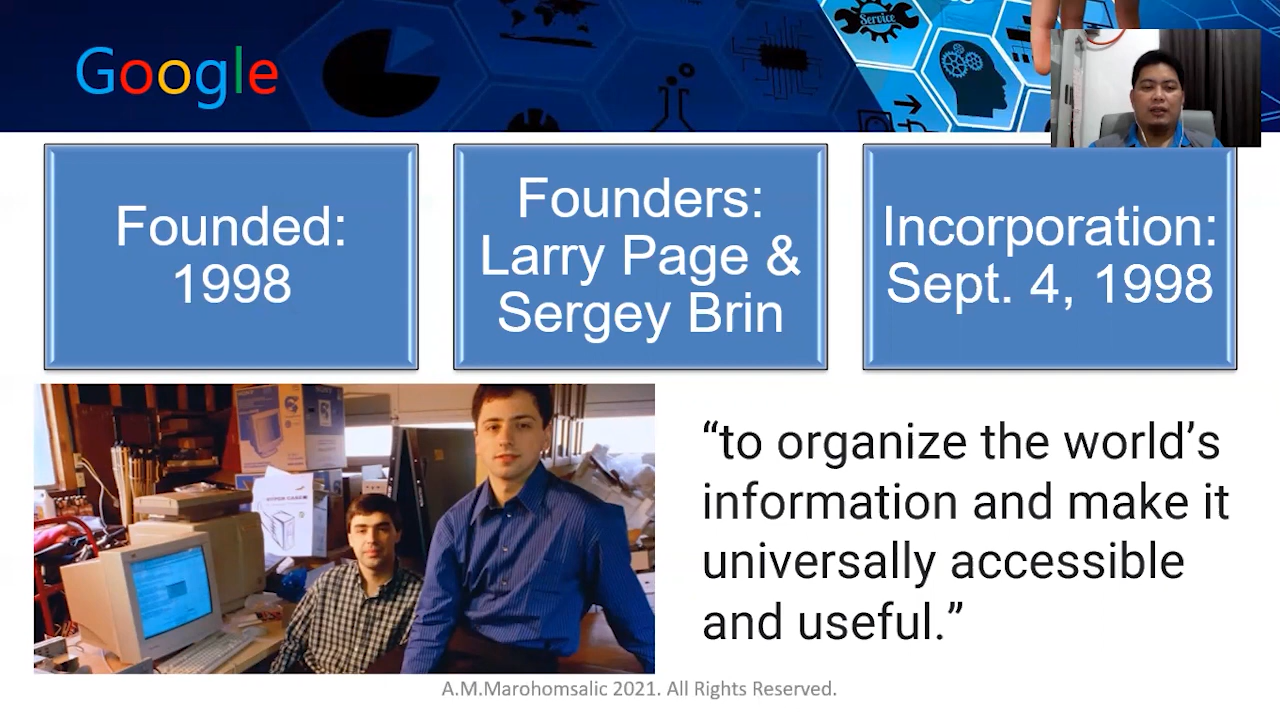 Service
Google
Founded:
1998
Founders:
Larry Page &
Sergey Brin
Incorporation:
Sept. 4, 1998
“to organize the world’s
information and make it
universally accessible
and useful.”
A.M.Marohomsalic 2021. All Rights Reserved.